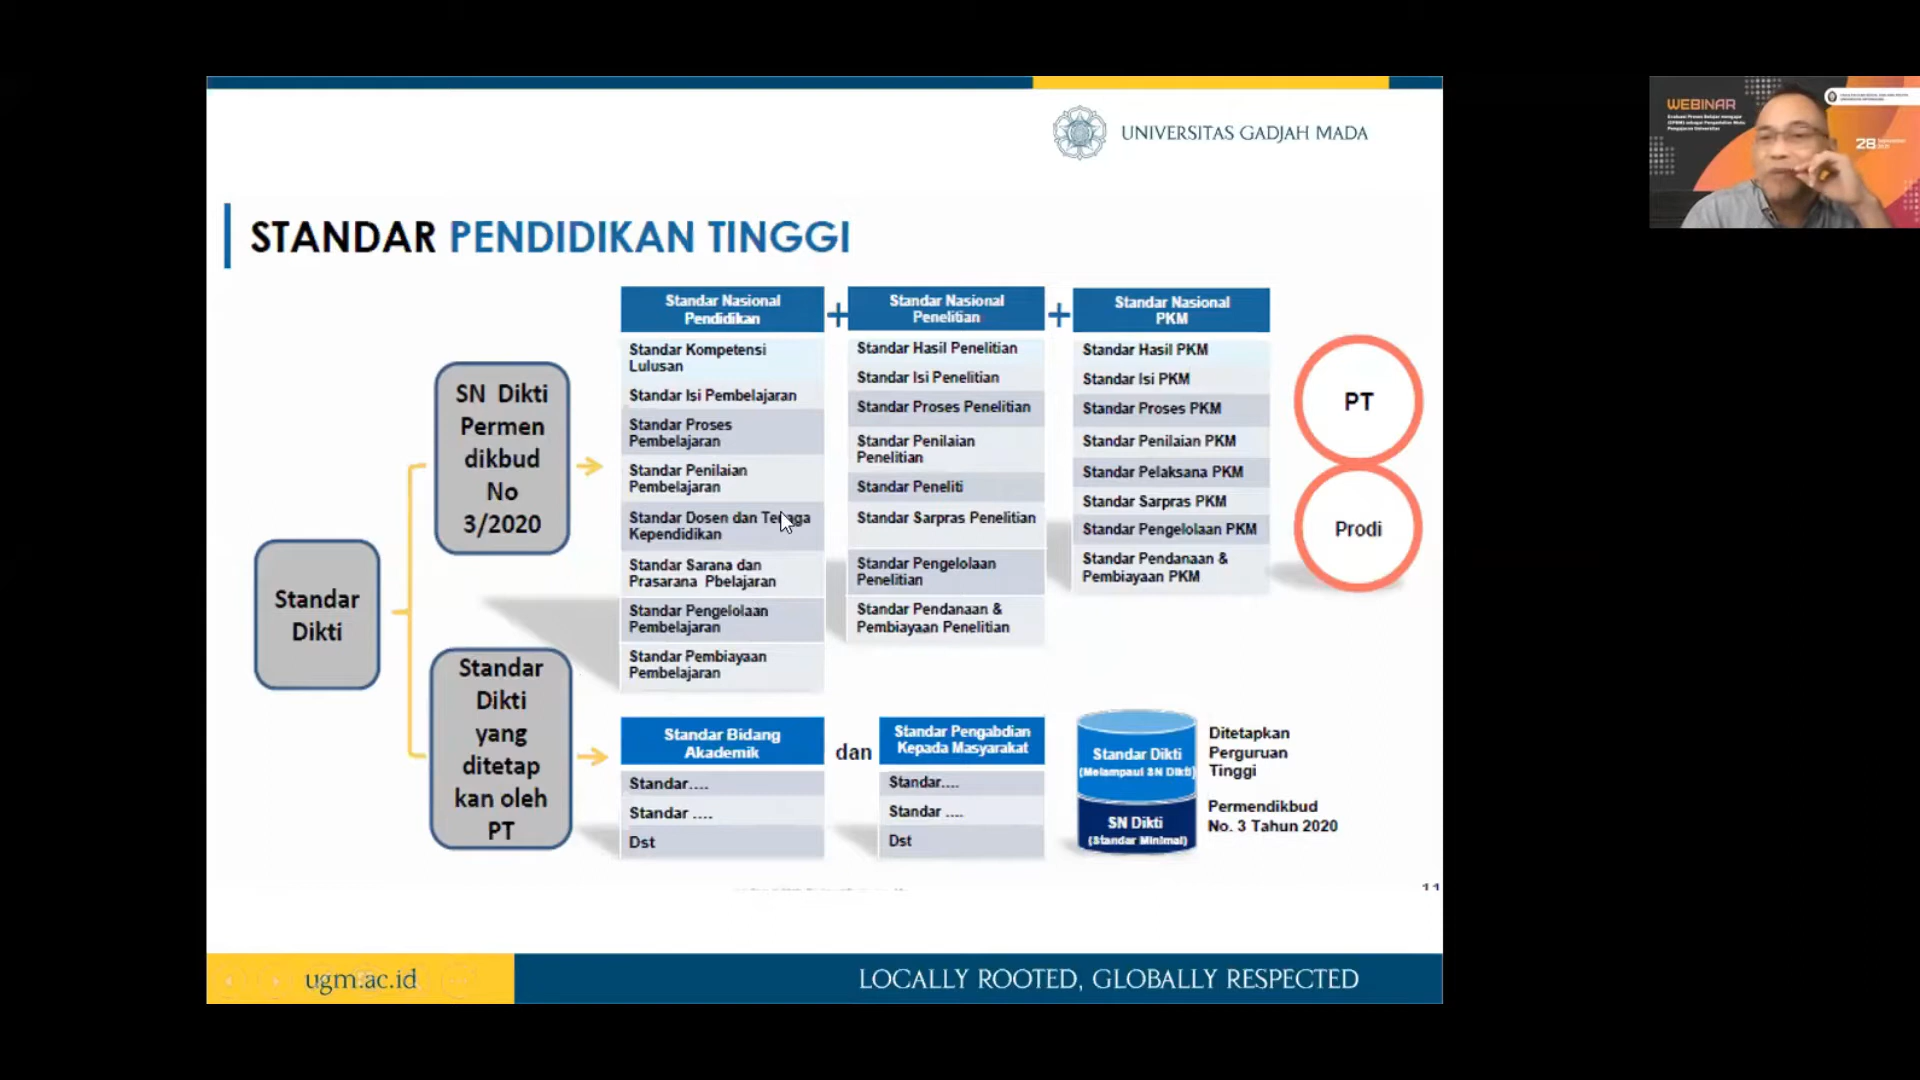 UNIVERSITAS GADJAH MADA
STANDAR PENDIDIKAN TINGGI
Standar
Dikti
SN Dikti
Permen
dikbud
No
3/2020
Standar
Dikti
yang
ditetap
kan oleh
PT
Standar Nasional
Pendidikan
Standar Kompetensi
Lulusan
Standar Isi Pembelajaran
Standar Proses
Pembelajaran
Standar Penilaian
Pembelajaran
Standar Dosen dan Tenaga
Kependidikan
Standar Sarana dan
Prasarana Pbelajaran
Standar Pengelolaan
Pembelajaran
Standar Pembiayaan
Pembelajaran
+
Standar Nasional
Penelitian
Standar Hasil Penelitian
Standar Isi Penelitian
Standar Proses Penelitian
Standar Penilaian
Penelitian
Standar Peneliti
Standar Sarpras Penelitian
Standar Pengelolaan
Penelitian
Standar Pendanaan &
Pembiayaan Penelitian
+
Standar Nasional
PKM
Standar Hasil PKM
Standar Isi PKM
Standar Proses PKM
Standar Penilaian PKM
Standar Pelaksana PKM
Standar Sarpras PKM
Standar Pengelolaan PKM
Standar Pendanaan &
Pembiayaan PKM
PT
Prodi
Standar Bidang
Akademik
Standar....
Standar ....
Dst
dan
Standar Pengabdian
Kepada Masyarakat
Standar....
Standar ....
Dst
Standar Dikti
(Melampaui SN Dikti)
SN Dikti
(Standar Minimal)
Ditetapkan
Perguruan
Tinggi
Permendikbud
No. 3 Tahun 2020
11
ugm.ac.id
LOCALLY ROOTED, GLOBALLY RESPECTED
WEBINAR
28